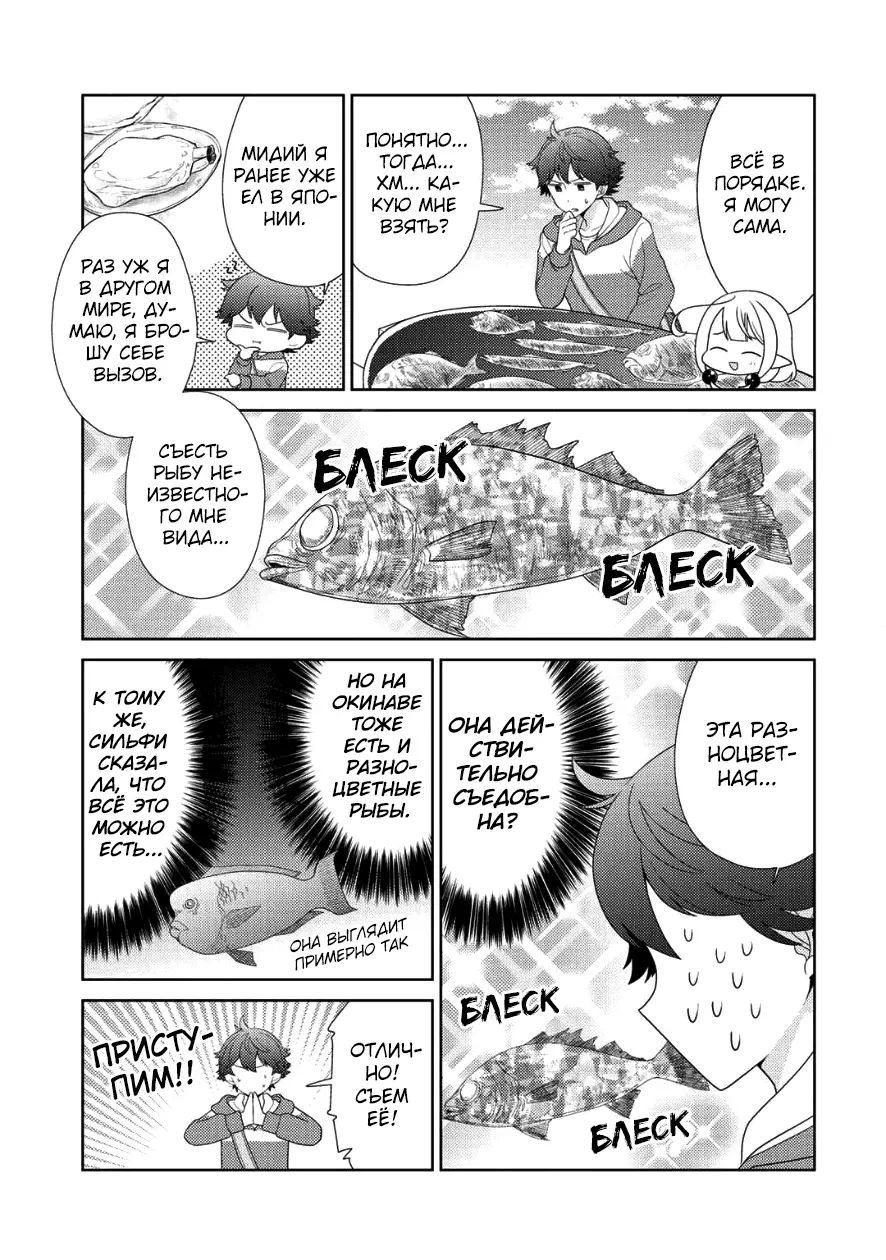 ВСЁ В
ПОРЯДКЕ.
Я МОГУ
САМА.
ПОНЯТНО...
ТОГДА...
ХМ... КА-
КУЮ МНЕ
ВЗЯТЬ?
МИДИЙ Я
РАНЕЕ УЖЕ
ЕЛ В ЯПО-
НИИ.
РАЗ УЖ Я
В ДРУГОМ
МИРЕ, ДУ-
МАЮ, Я БРО-
ШУ СЕБЕ
ВЫЗОВ.
СЪЕСТЬ
РЫБУ НЕ-
ИЗВЕСТНО-
ГО МНЕ
ВИДА...
БЛЕСК
БЛЕСК
ЭТА РАЗ-
НОЦВЕТ-
НАЯ...
ОНА ДЕЙ-
СТВИ-
ТЕЛЬНО
СЪЕДОБ-
НА?
БЛЕСК
БЛЕСК
НО НА
ОКИНАВЕ
ТОЖЕ
ЕСТЬ И
РАЗНО-
ЦВЕТНЫЕ
РЫБЫ.
К ТОМУ
ЖЕ,
СИЛЬФИ
СКАЗА-
ЛА, ЧТО
ВСЁ ЭТО
МОЖНО
ЕСТЬ...
ОНА ВЫГЛЯДИТ
ПРИМЕРНО ТАК
ОТЛИЧ-
НО!
СЪЕМ
ЕЁ!
ПРИСТУ-
ПИМ!!